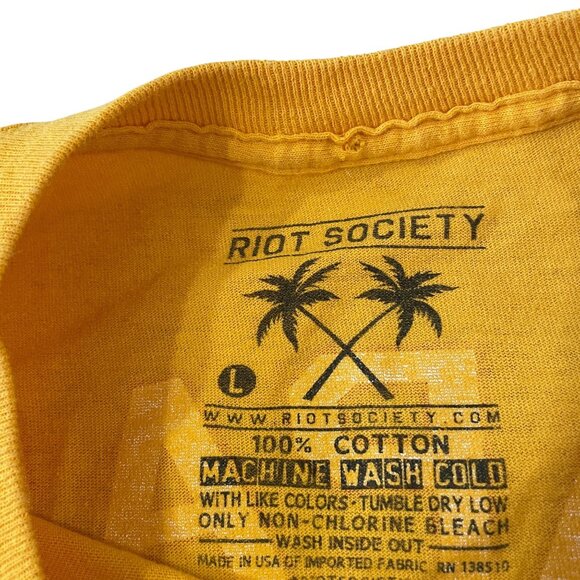 RIOT SOCIETY
L
WWW.RIOTSOCIETY.COM
100% COTTON
MACHINE WASH COLD
WITH LIKE COLORS-TUMBLE DRY LOW
ONLY NON-CHLORINE BLEACH
WASH INSIDE OUT
MADE IN USA OF IMPORTED FABRIC RN 138510